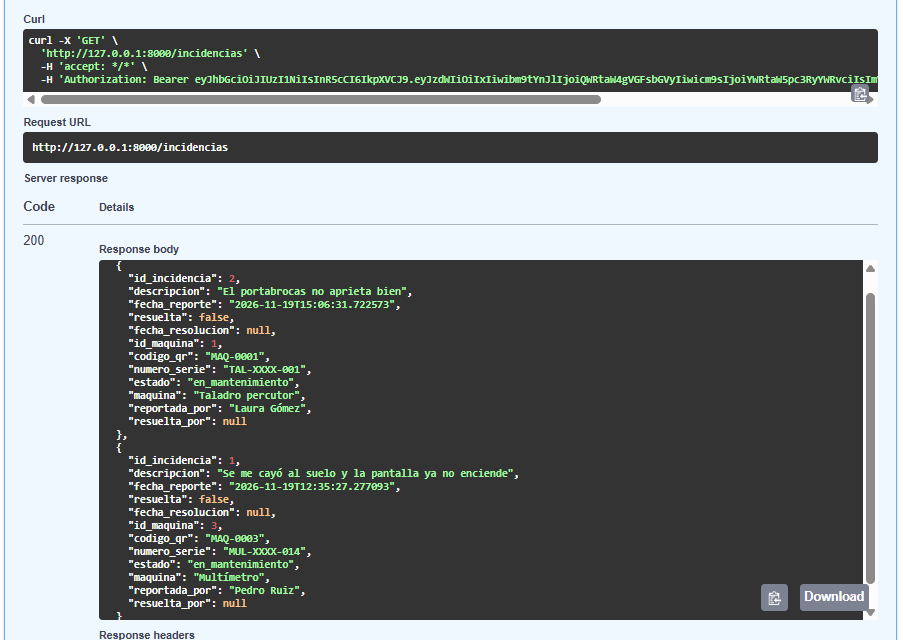 Curl
curl -X 'GET' \
'http://127.0.0.1:8000/incidencias' \
-H 'accept: */*' \
-H 'Authorization: Bearer eyJhbGciOiJIUzI1NiIsInR5cCI6IkpXVCJ9.eyJzdWIiOiIxIiwibm9tYnJlIjoiQWRtaW4gVGFsbGVyIiwicm9sIjoiYWRtaW5pc3RyYWRvciIsIm
Request URL
http://127.0.0.1:8000/incidencias
Server response
Code Details
200
Response body
{
"id_incidencia": 2,
"descripcion": "El portabrocas no aprieta bien",
"fecha_reporte": "2026-11-19T15:06:31.722573",
"resuelta": false,
"fecha_resolucion": null,
"id_maquina": 1,
"codigo_qr": "MAQ-0001",
"numero_serie": "TAL-XXXX-001",
"estado": "en_mantenimiento",
"maquina": "Taladro percutor",
"reportada_por": "Laura Gómez",
"resuelta_por": null
},
{
"id_incidencia": 1,
"descripcion": "Se me cayó al suelo y la pantalla ya no enciende",
"fecha_reporte": "2026-11-19T12:35:27.277093",
"resuelta": false,
"fecha_resolucion": null,
"id_maquina": 3,
"codigo_qr": "MAQ-0003",
"numero_serie": "MUL-XXXX-014",
"estado": "en_mantenimiento",
"maquina": "Multímetro",
"reportada_por": "Pedro Ruiz",
"resuelta_por": null
}
Download
Response headers